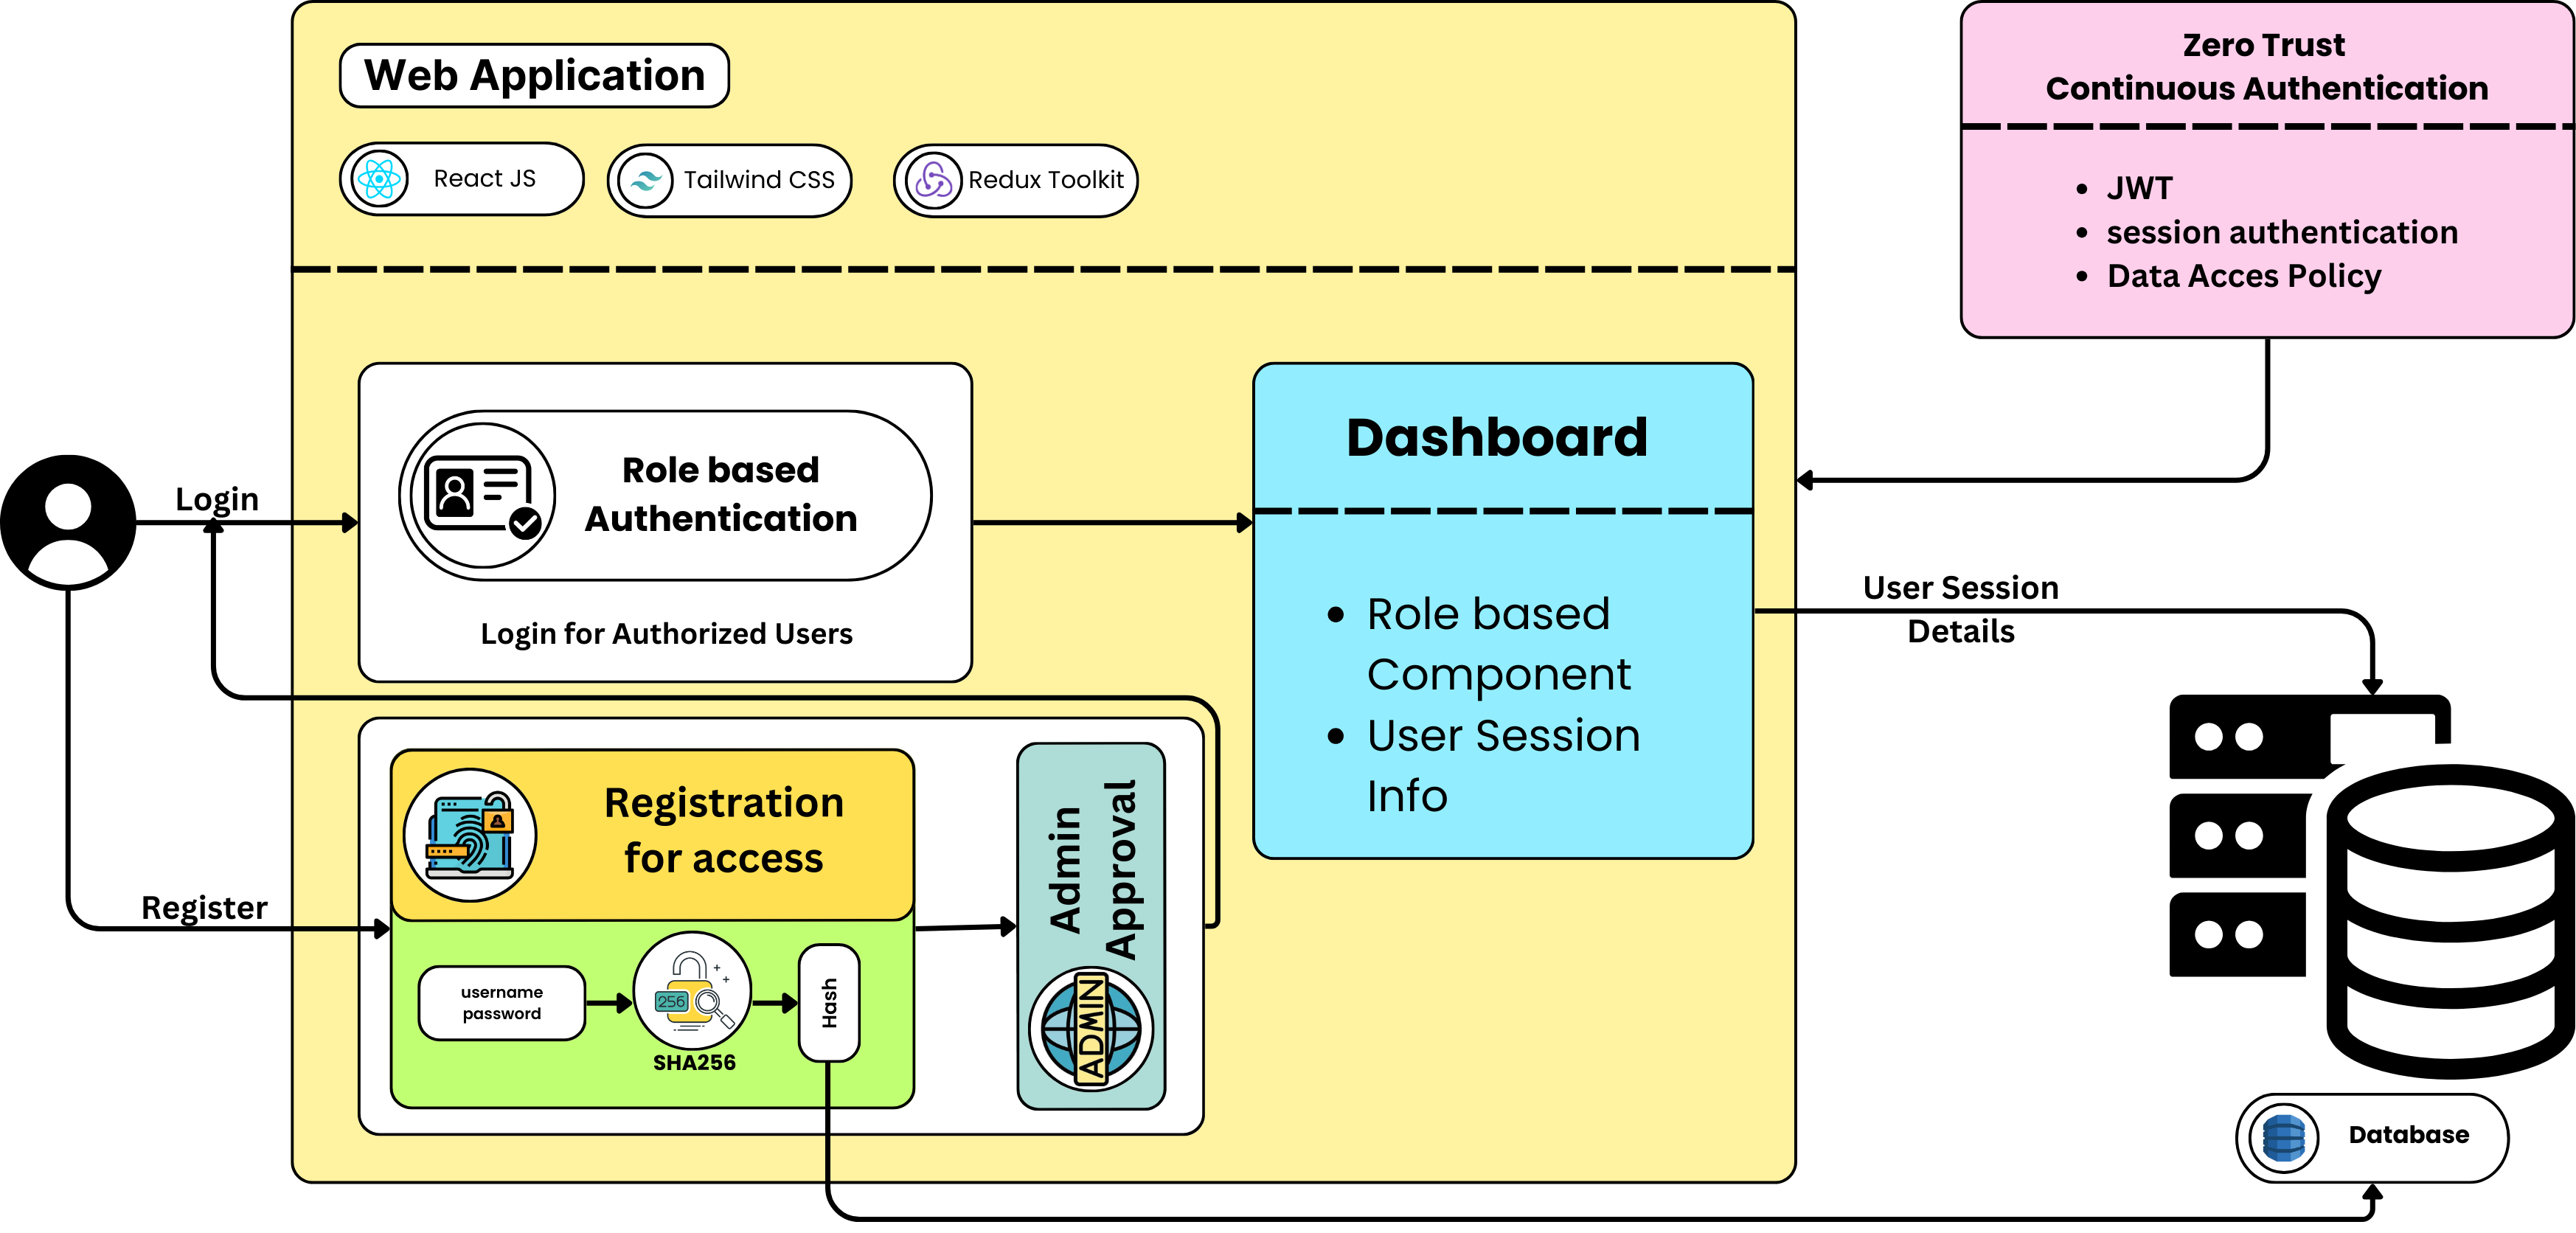 Web Application
React JS
Tailwind CSS
Redux Toolkit
Zero Trust
Continuous Authentication
• JWT
• session authentication
• Data Acces Policy
Login
Role based
Authentication
Login for Authorized Users
Dashboard
• Role based
Component
• User Session
Info
User Session
Details
Register
Registration
for access
username
password
256
SHA256
Hash
Admin
Approval
ADMIN
Database